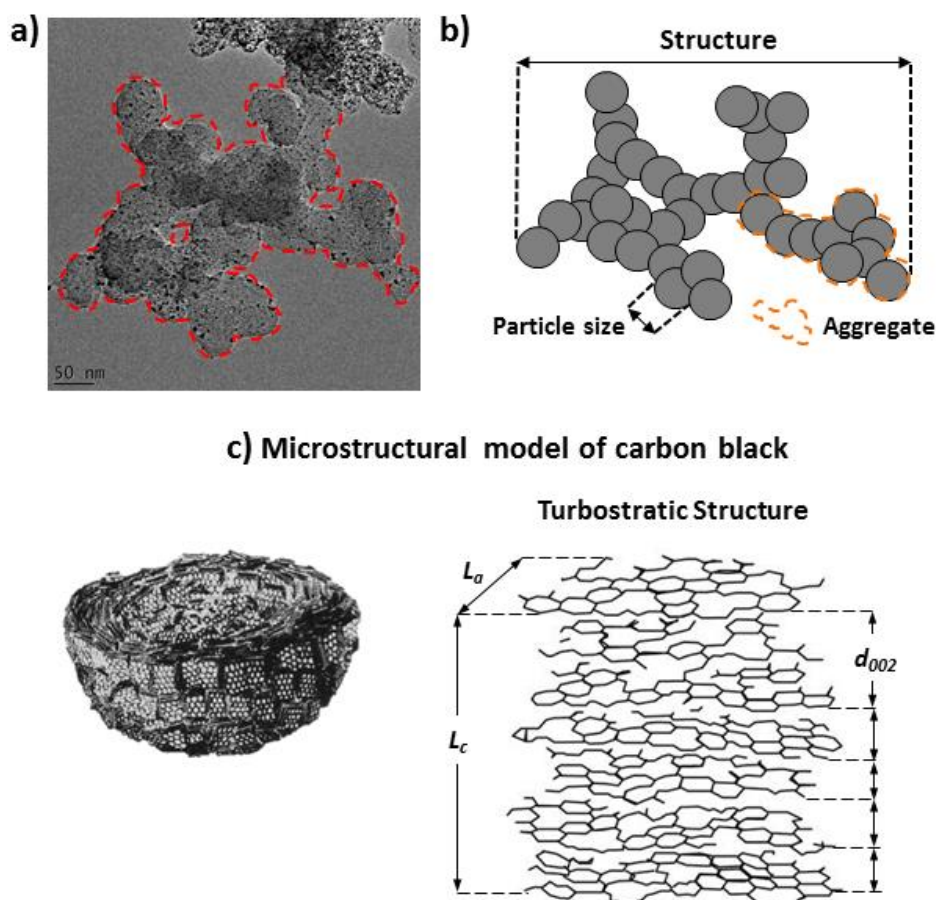 a)
50 nm
b)
Structure
Particle size
Aggregate
c) Microstructural model of carbon black
Turbostratic Structure
La
Lc
d002